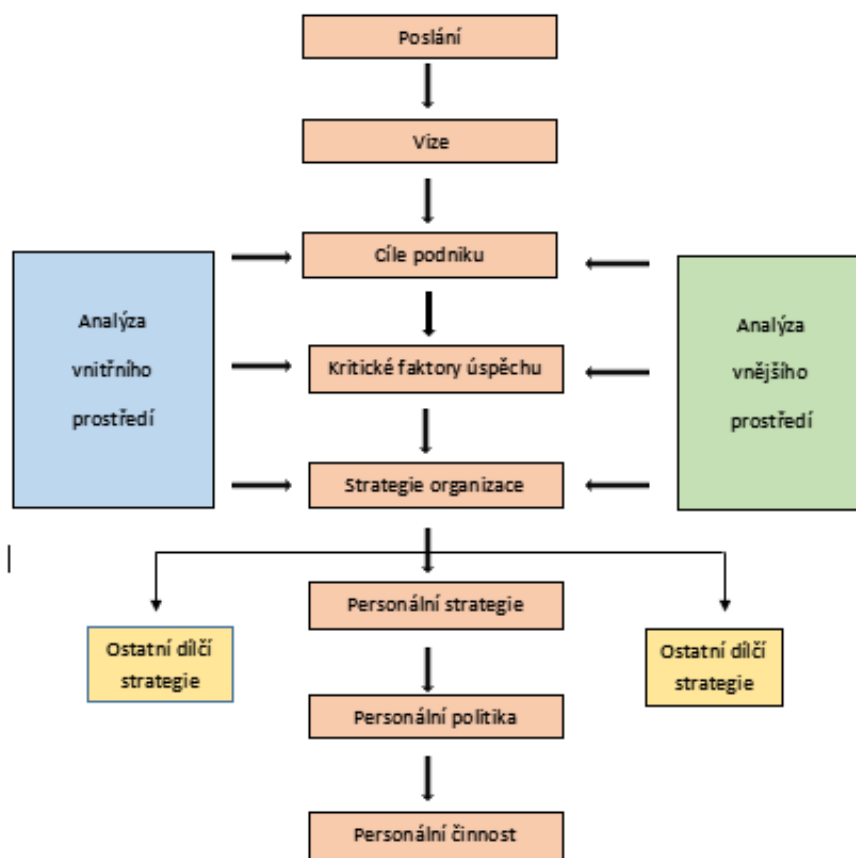 Poslání
Vize
Cíle podniku
Analýza
vnitřního
prostředí
Analýza
vnějšího
prostředí
Kritické faktory úspěchu
Strategie organizace
Personální strategie
Ostatní dílčí
strategie
Ostatní dílčí
strategie
Personální politika
Personální činnost